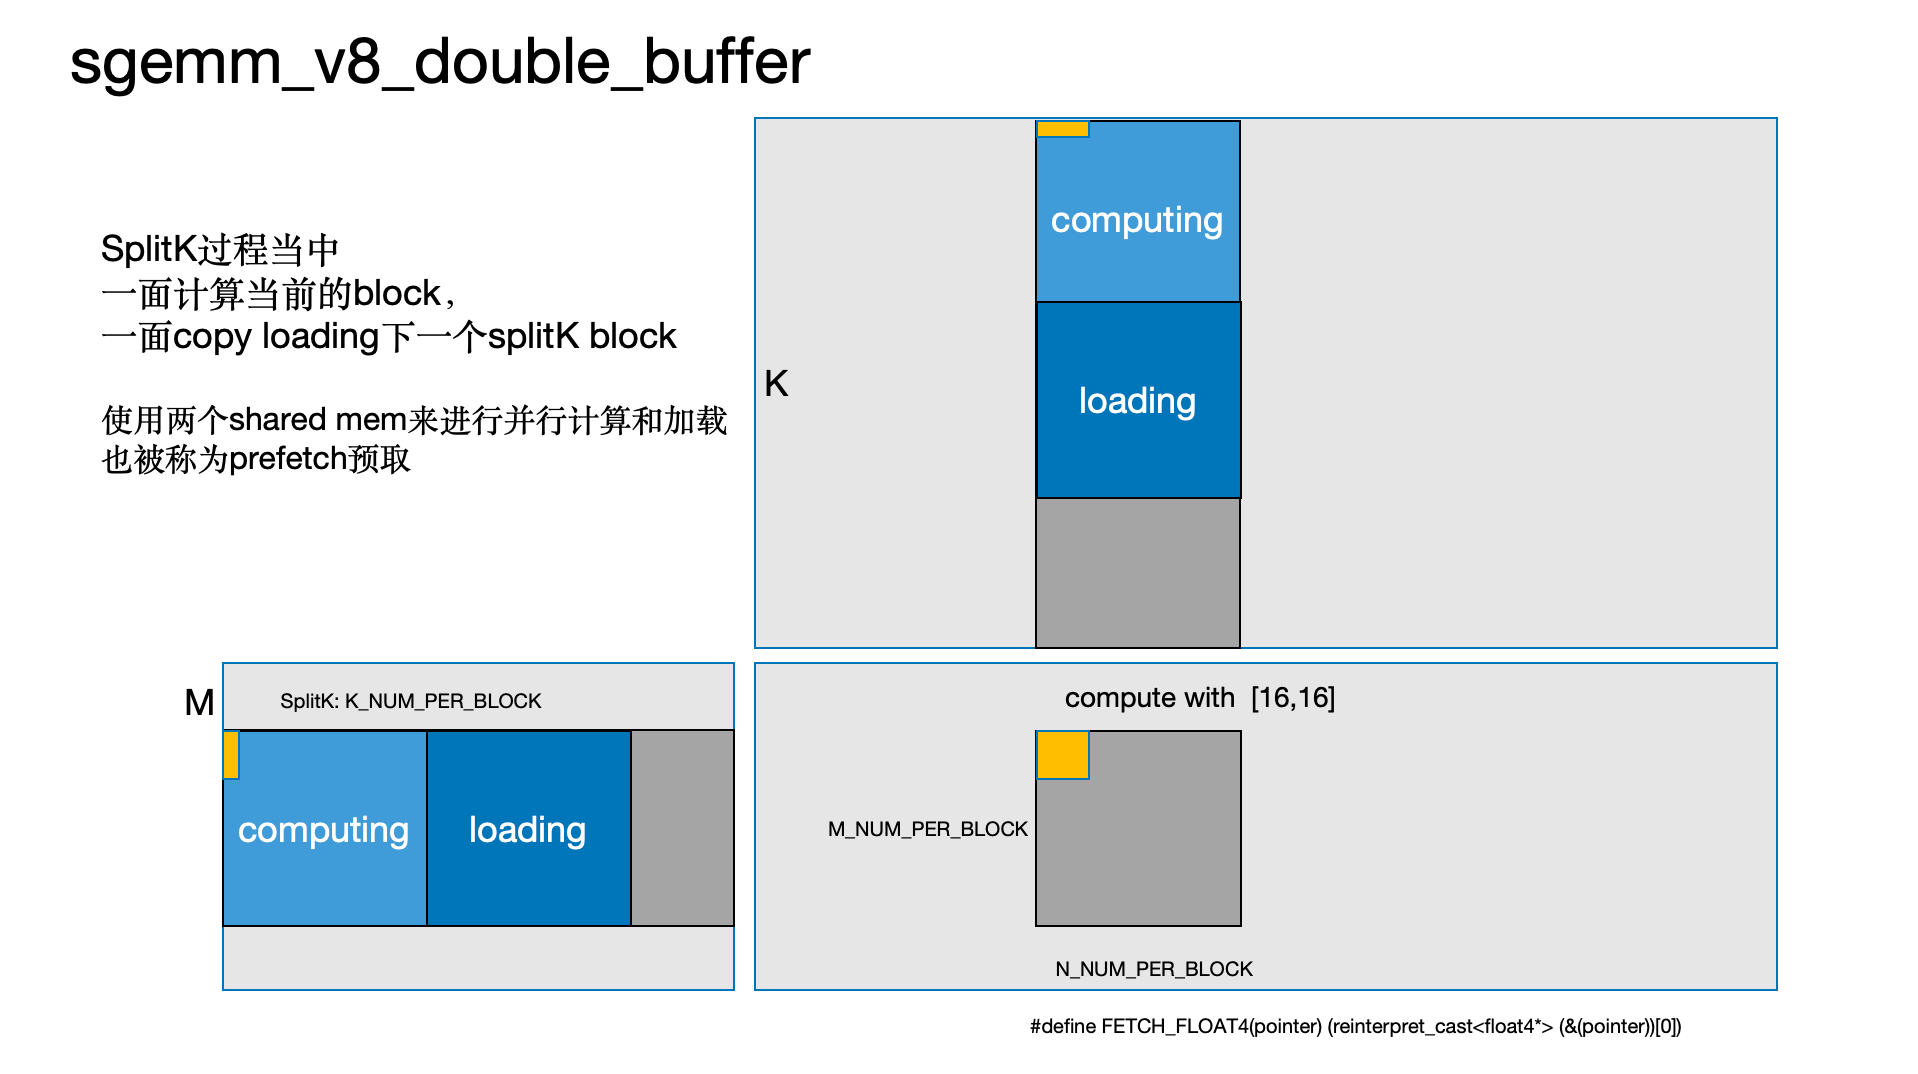 sgemm_v8_double_buffer
SplitK过程当中
一面计算当前的block，
一面copy loading下一个splitK block
使用两个shared mem来进行并行计算和加载
也被称为prefetch预取
computing
K
loading
M
SplitK: K_NUM_PER_BLOCK
computing
loading
compute with [16,16]
M_NUM_PER_BLOCK
N_NUM_PER_BLOCK
#define FETCH_FLOAT4(pointer) (reinterpret_cast<float4*> (&(pointer))[0])